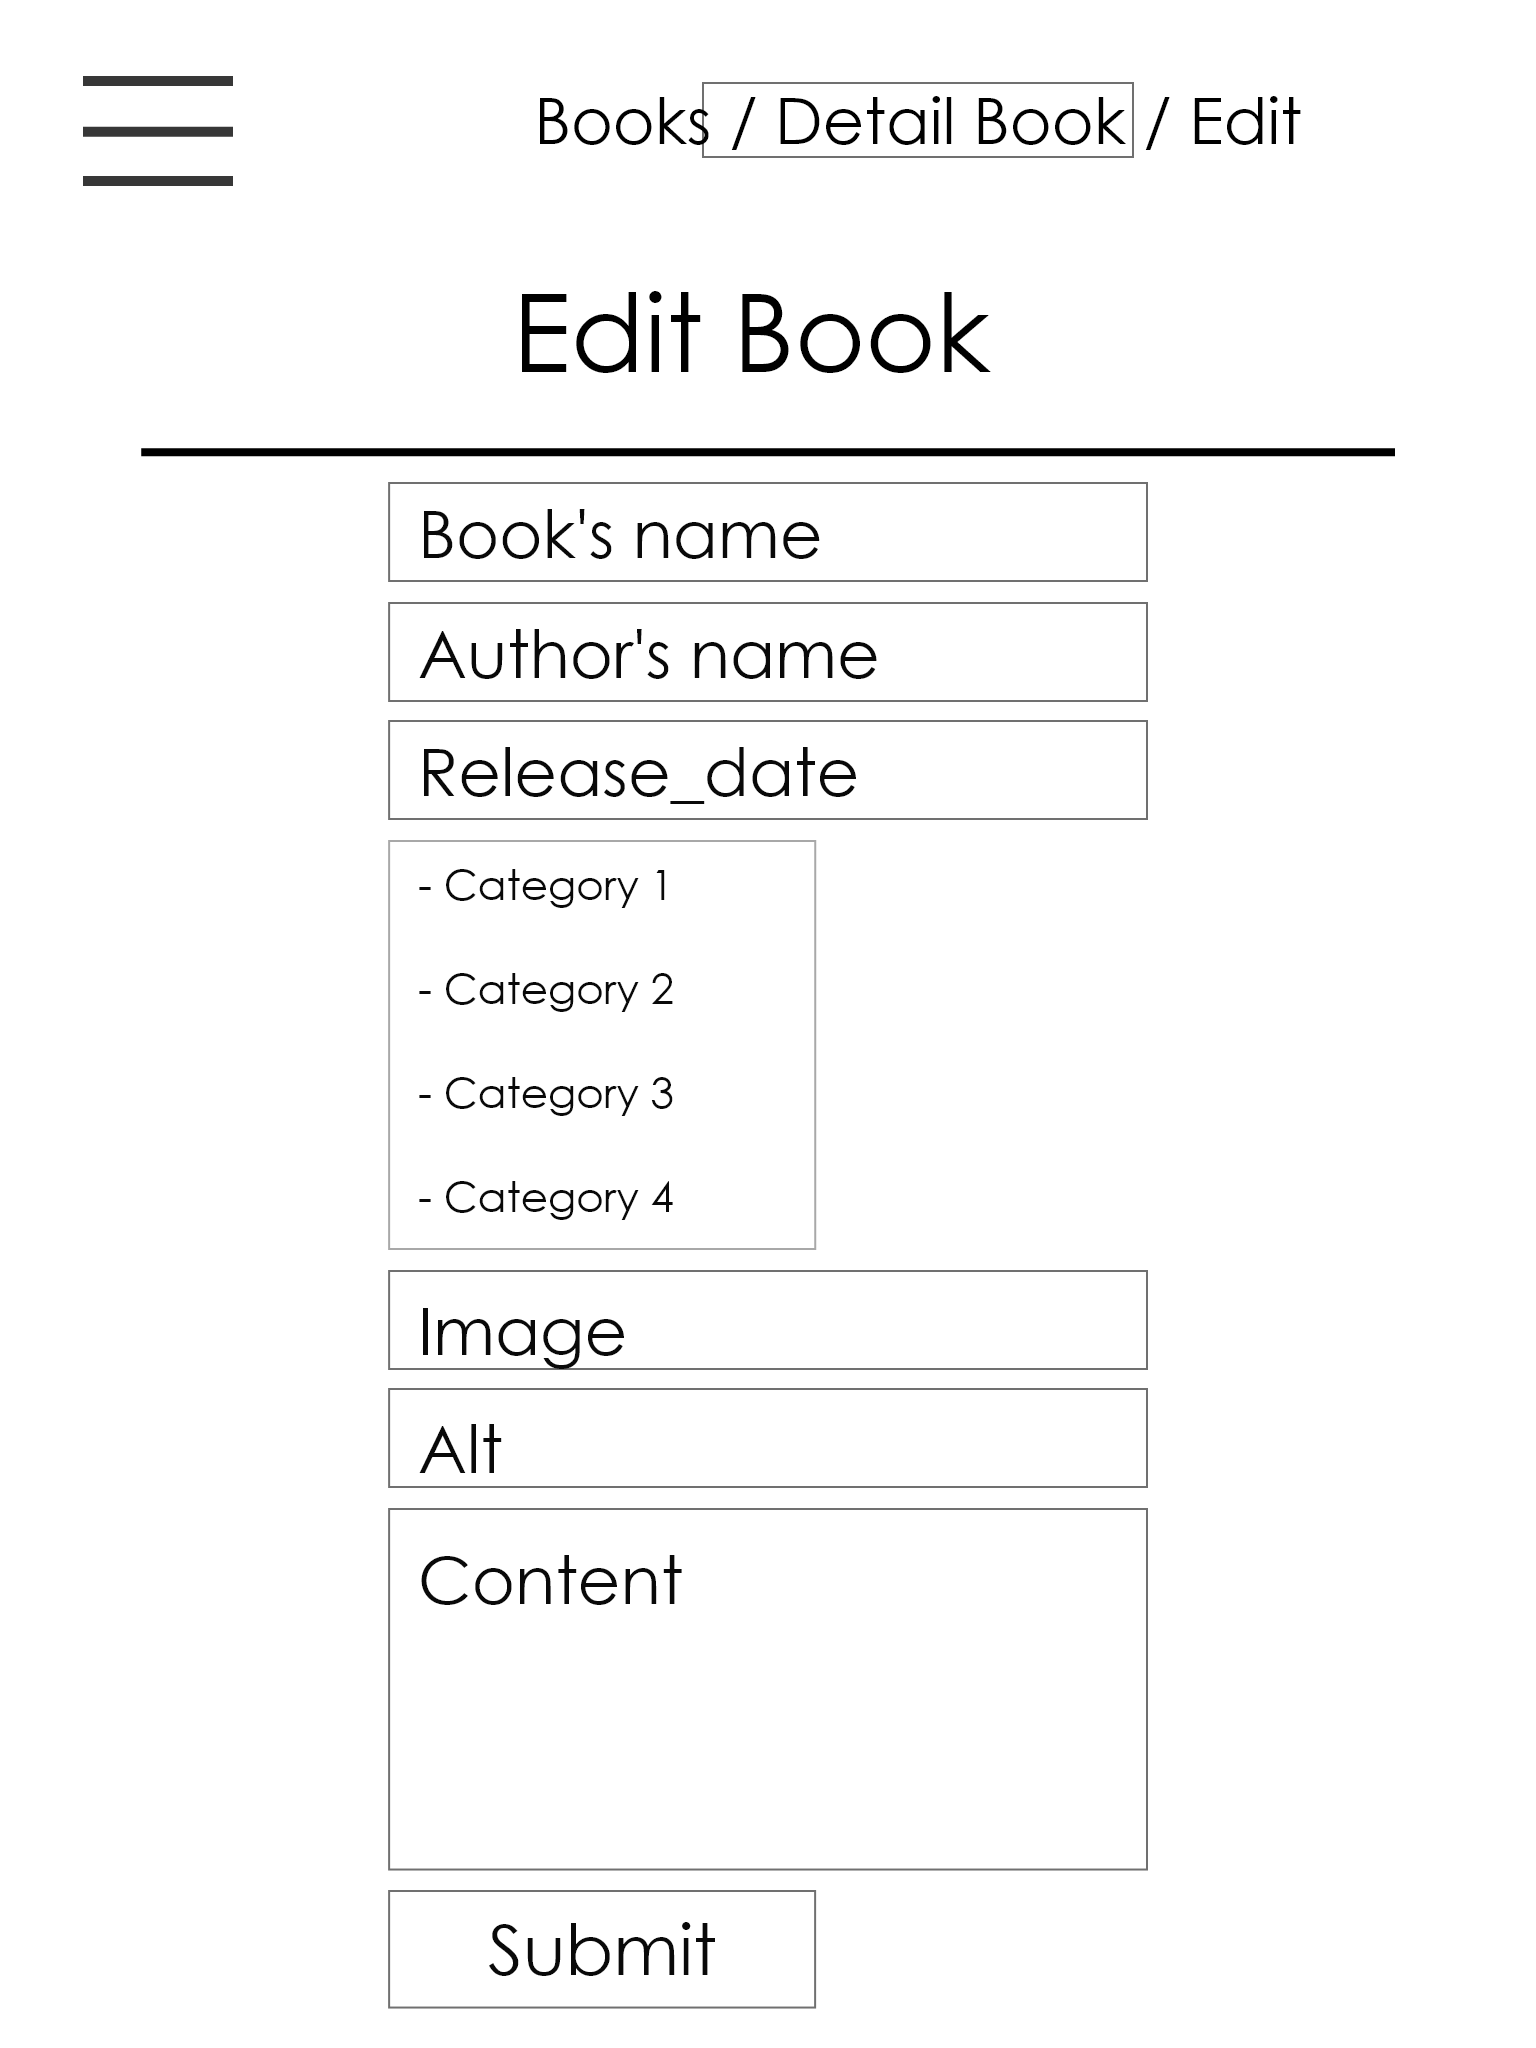 Books / Detail Book / Edit
Edit Book
Book's name
Author's name
Release_date
- Category 1
- Category 2
- Category 3
- Category 4
Image
Alt
Content
Submit